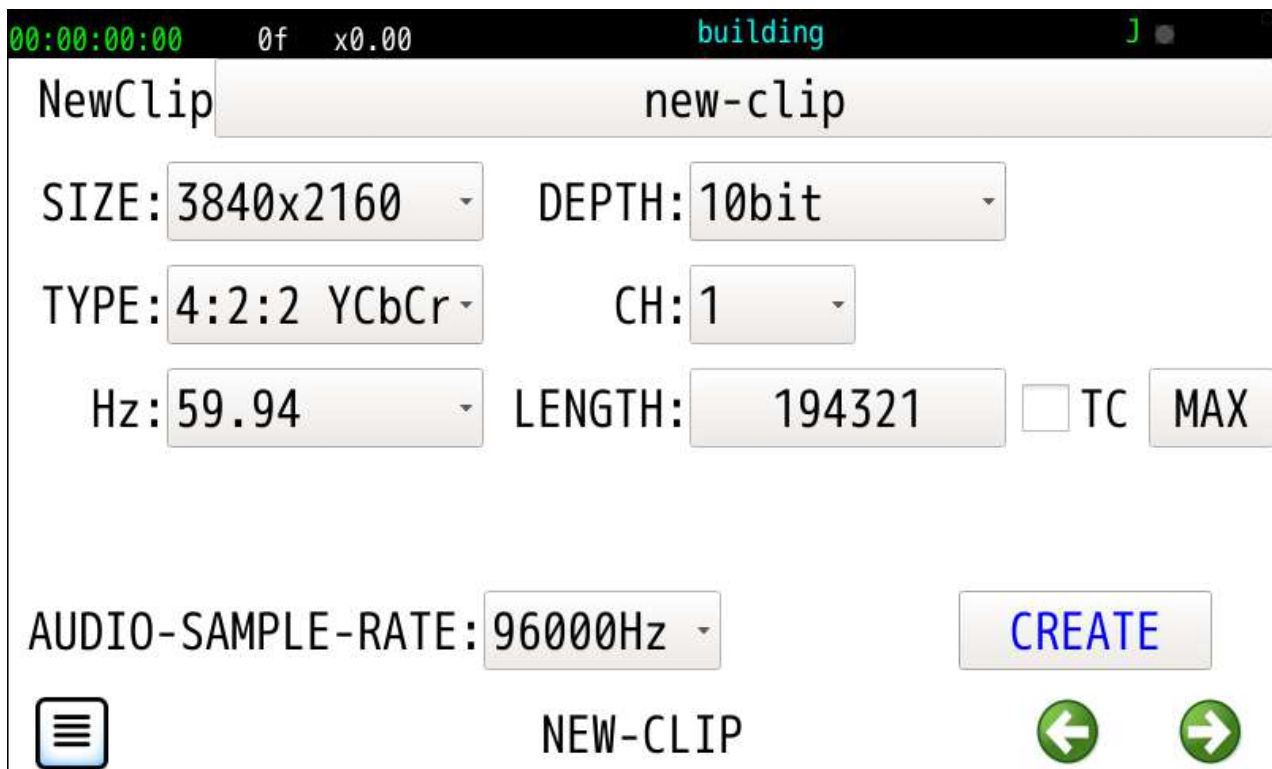 00:00:00:00 0f x0.00 building J
NewClip new-clip
SIZE: 3840x2160 DEPTH: 10bit
TYPE: 4:2:2 YCbCr CH: 1
Hz: 59.94 LENGTH: 194321 TC MAX
AUDIO-SAMPLE-RATE: 96000Hz CREATE
NEW-CLIP